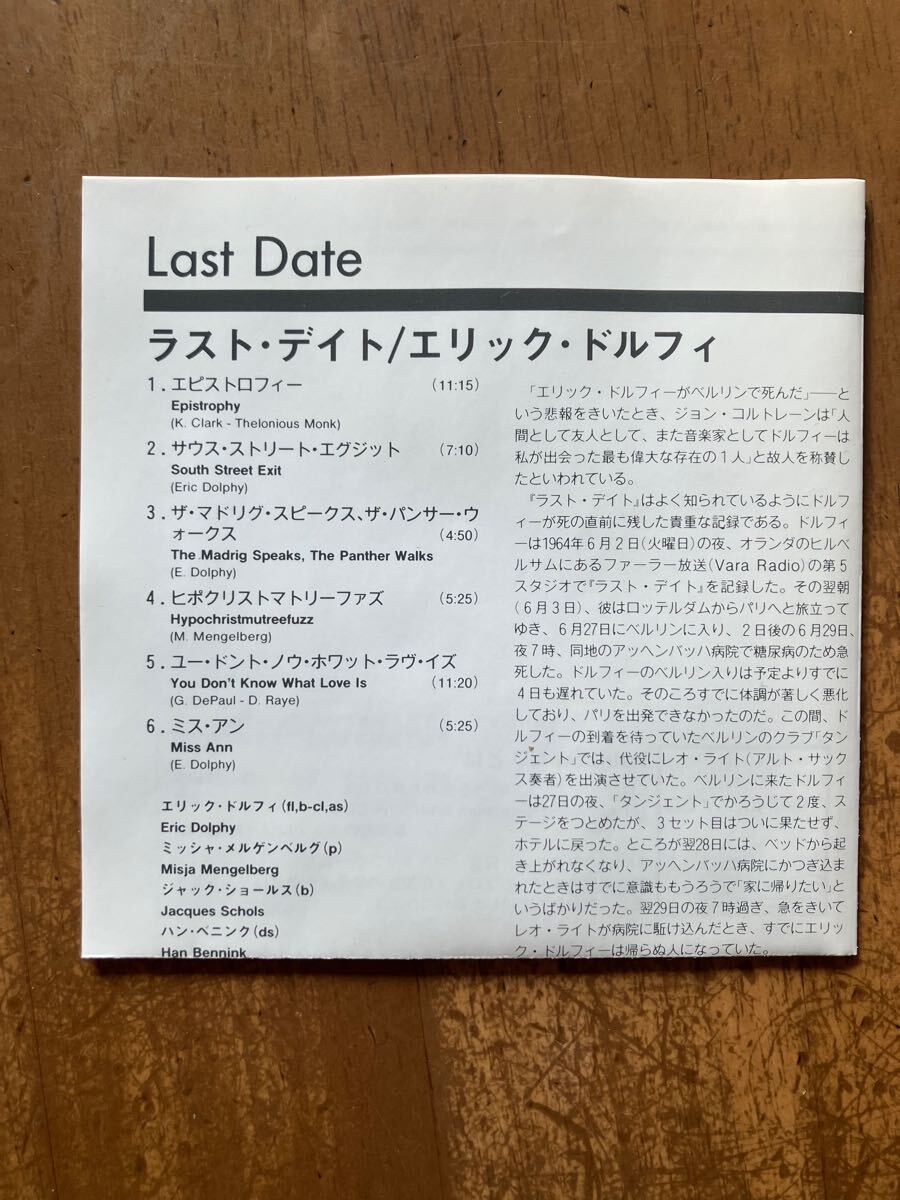 Last Date
ラスト・デイト/エリック・ドルフィ
1. エピストロフィー (11:15)
Epistrophy
(K. Clark - Thelonious Monk)
2. サウス・ストリート・エグジット (7:10)
South Street Exit
(Eric Dolphy)
3. ザ・マドリグ・スピークス、ザ・パンサー・ウ
ォークス (4:50)
The Madrig Speaks, The Panther Walks
(E. Dolphy)
4. ヒポクリストマトリーファズ (5:25)
Hypochristmutreefuzz
(M. Mengelberg)
5. ユー・ドント・ノウ・ホワット・ラヴ・イズ
You Don't Know What Love Is (11:20)
(G. DePaul - D. Raye)
6. ミス・アン (5:25)
Miss Ann
(E. Dolphy)
エリック・ドルフィ(fl,b-cl,as)
Eric Dolphy
ミッシャ・メルゲンベルグ(p)
Misja Mengelberg
ジャック・ショールス(b)
Jacques Schols
ハン・ベニンク(ds)
Han Bennink
「エリック・ドルフィーがベルリンで死んだ」——と
いう悲報をきいたとき、ジョン・コルトレーンは「人
間として友人として、また音楽家としてドルフィーは
私が出会った最も偉大な存在の1人」と故人を称賛し
たといわれている。
『ラスト・デイト』はよく知られているようにドルフ
ィーが死の直前に残した貴重な記録である。ドルフィ
ーは1964年6月2日(火曜日)の夜、オランダのヒルベ
ルサムにあるファーラー放送(Vara Radio)の第5
スタジオで『ラスト・デイト』を記録した。その翌朝
(6月3日)、彼はロッテルダムからパリへと旅立って
ゆき、6月27日にベルリンに入り、2日後の6月29日、
夜7時、同地のアッヘンバッハ病院で糖尿病のため急
死した。ドルフィーのベルリン入りは予定よりすでに
4日も遅れていた。そのころすでに体調が著しく悪化
しており、パリを出発できなかったのだ。この間、ド
ルフィーの到着を待っていたベルリンのクラブ「タン
ジェント」では、代役にレオ・ライト(アルト・サック
ス奏者)を出演させていた。ベルリンに来たドルフィ
ーは27日の夜、「タンジェント」でかろうじて2度、ス
テージをつとめたが、3セット目はついに果たせず、
ホテルに戻った。ところが翌28日には、ベッドから起
き上がれなくなり、アッヘンバッハ病院にかつぎ込ま
れたときはすでに意識ももうろうで「家に帰りたい」と
いうばかりだった。翌29日の夜7時過ぎ、急をきいて
レオ・ライトが病院に駈け込んだとき、すでにエリッ
ク・ドルフィーは帰らぬ人になっていた。